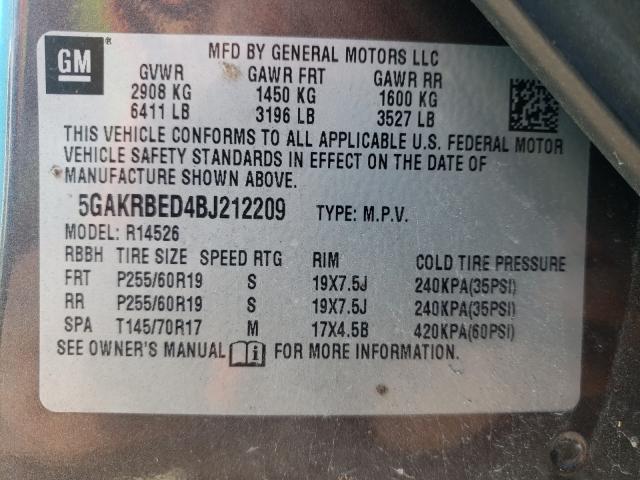 GM
MFD BY GENERAL MOTORS LLC
GVWR GAWR FRT GAWR RR
2908 KG 1450 KG 1600 KG
6411 LB 3196 LB 3527 LB
THIS VEHICLE CONFORMS TO ALL APPLICABLE U.S. FEDERAL MOTOR
VEHICLE SAFETY STANDARDS IN EFFECT ON THE DATE OF
MANUFACTURE SHOWN ABOVE.
5GAKRBED4BJ212209 TYPE: M.P.V.
MODEL: R14526
RBBH TIRE SIZE SPEED RTG RIM COLD TIRE PRESSURE
FRT P255/60R19 S 19X7.5J 240KPA(35PSI)
RR P255/60R19 S 19X7.5J 240KPA(35PSI)
SPA T145/70R17 M 17X4.5B 420KPA(60PSI)
SEE OWNER'S MANUAL i FOR MORE INFORMATION.